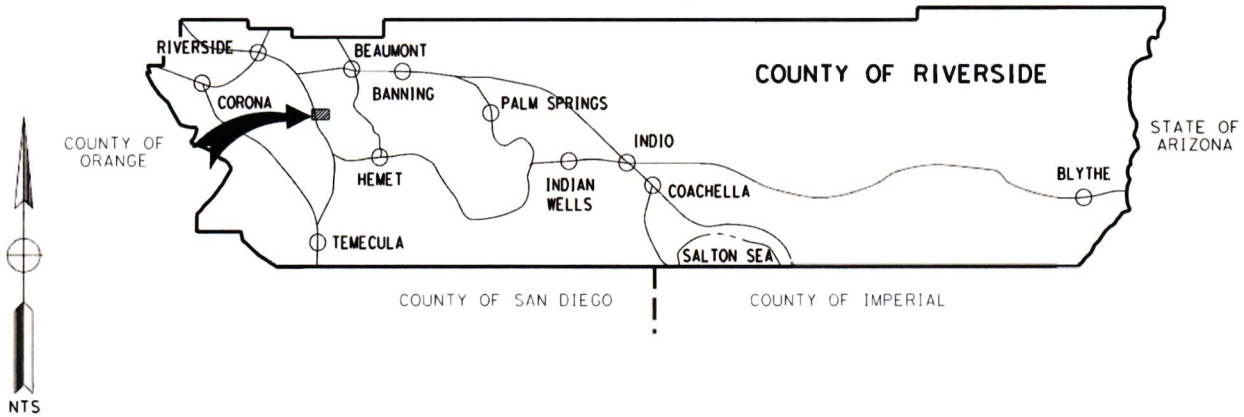 RIVERSIDE
BEAUMONT
COUNTY OF RIVERSIDE
BANNING
CORONA
PALM SPRINGS
COUNTY OF
ORANGE
STATE OF
ARIZONA
INDIO
HEMET
INDIAN
WELLS
COACHELLA
BLYTHE
TEMECULA
SALTON SEA
COUNTY OF SAN DIEGO
COUNTY OF IMPERIAL
NTS